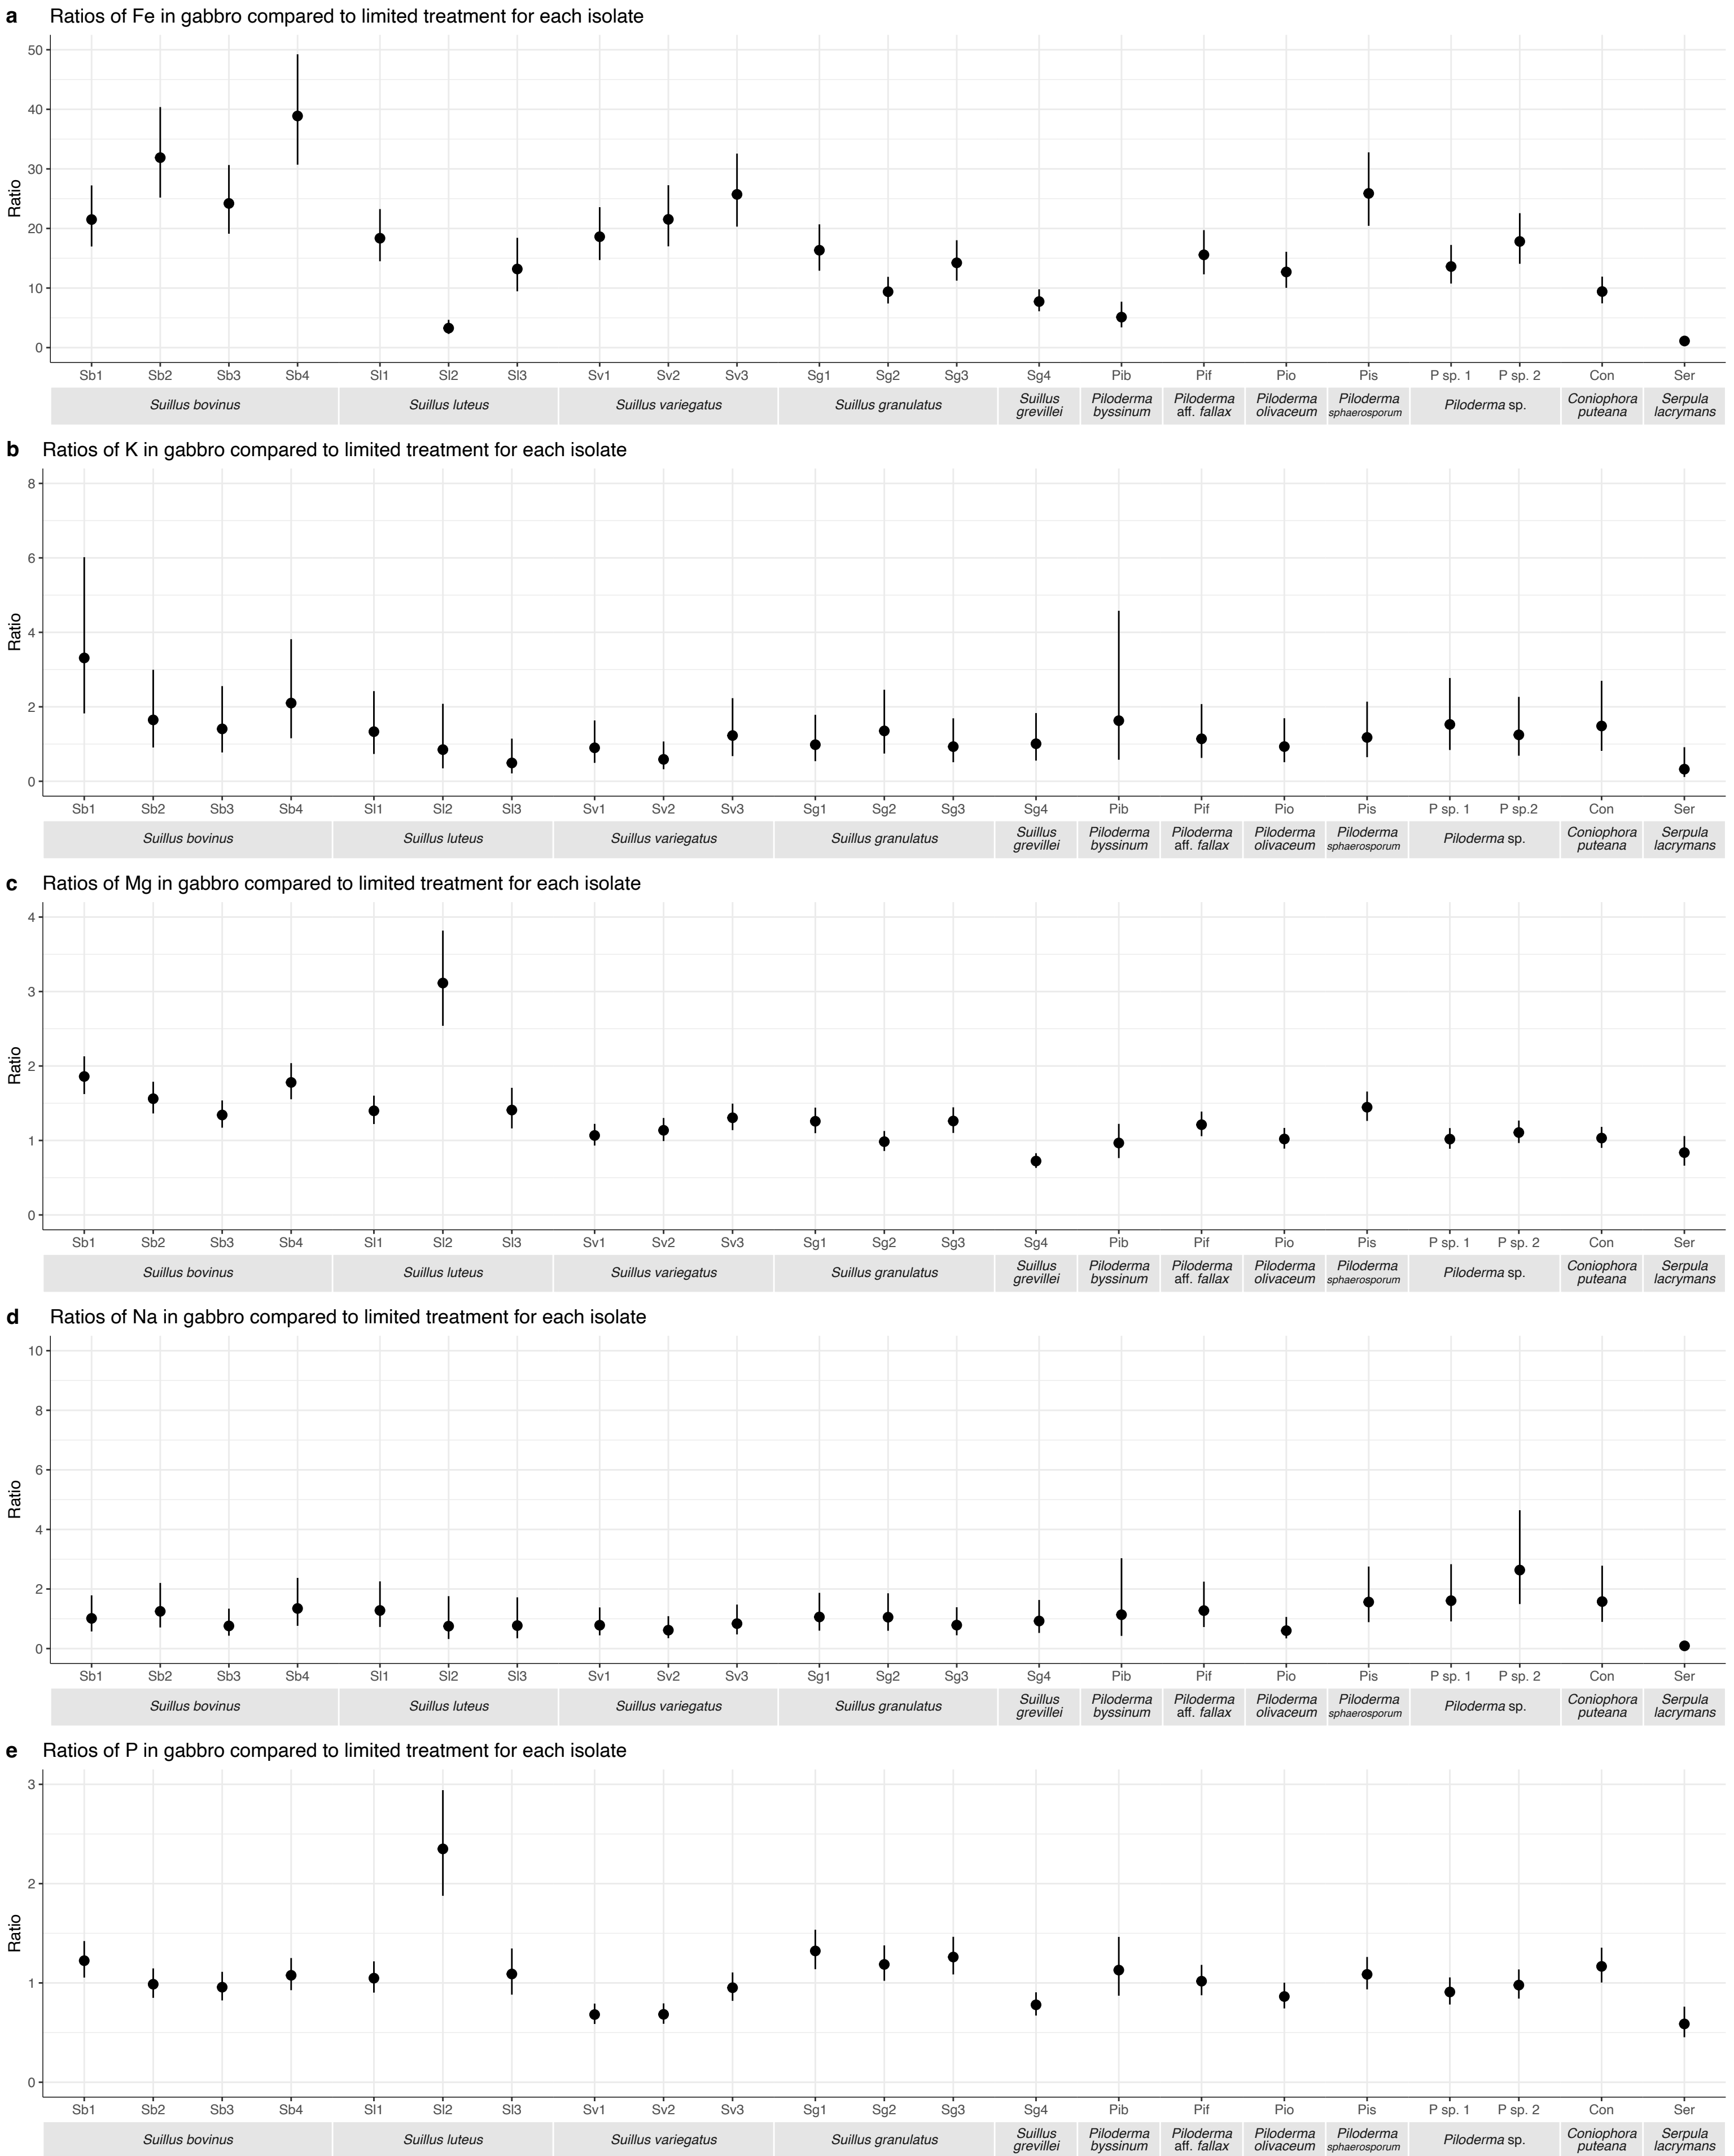 a Ratios of Fe in gabbro compared to limited treatment for each isolate
50
40
30
20
10
0
Ratio
Sb1 Sb2 Sb3 Sb4 Sl1 Sl2 Sl3 Sv1 Sv2 Sv3 Sg1 Sg2 Sg3 Sg4 Pib Pif Pio Pis P sp. 1 P sp. 2 Con Ser
Suillus bovinus Suillus luteus Suillus variegatus Suillus granulatus Suillus grevillei Piloderma byssinum Piloderma aff. fallax Piloderma olivaceum Piloderma sphaerosporum Piloderma sp. Coniophora puteana Serpula lacrymans
b Ratios of K in gabbro compared to limited treatment for each isolate
8
6
4
2
0
Ratio
Sb1 Sb2 Sb3 Sb4 Sl1 Sl2 Sl3 Sv1 Sv2 Sv3 Sg1 Sg2 Sg3 Sg4 Pib Pif Pio Pis P sp. 1 P sp.2 Con Ser
Suillus bovinus Suillus luteus Suillus variegatus Suillus granulatus Suillus grevillei Piloderma byssinum Piloderma aff. fallax Piloderma olivaceum Piloderma sphaerosporum Piloderma sp. Coniophora puteana Serpula lacrymans
c Ratios of Mg in gabbro compared to limited treatment for each isolate
4
3
2
1
0
Ratio
Sb1 Sb2 Sb3 Sb4 Sl1 Sl2 Sl3 Sv1 Sv2 Sv3 Sg1 Sg2 Sg3 Sg4 Pib Pif Pio Pis P sp. 1 P sp. 2 Con Ser
Suillus bovinus Suillus luteus Suillus variegatus Suillus granulatus Suillus grevillei Piloderma byssinum Piloderma aff. fallax Piloderma olivaceum Piloderma sphaerosporum Piloderma sp. Coniophora puteana Serpula lacrymans
d Ratios of Na in gabbro compared to limited treatment for each isolate
10
8
6
4
2
0
Ratio
Sb1 Sb2 Sb3 Sb4 Sl1 Sl2 Sl3 Sv1 Sv2 Sv3 Sg1 Sg2 Sg3 Sg4 Pib Pif Pio Pis P sp. 1 P sp. 2 Con Ser
Suillus bovinus Suillus luteus Suillus variegatus Suillus granulatus Suillus grevillei Piloderma byssinum Piloderma aff. fallax Piloderma olivaceum Piloderma sphaerosporum Piloderma sp. Coniophora puteana Serpula lacrymans
e Ratios of P in gabbro compared to limited treatment for each isolate
3
2
1
0
Ratio
Sb1 Sb2 Sb3 Sb4 Sl1 Sl2 Sl3 Sv1 Sv2 Sv3 Sg1 Sg2 Sg3 Sg4 Pib Pif Pio Pis P sp. 1 P sp. 2 Con Ser
Suillus bovinus Suillus luteus Suillus variegatus Suillus granulatus Suillus grevillei Piloderma byssinum Piloderma aff. fallax Piloderma olivaceum Piloderma sphaerosporum Piloderma sp. Coniophora puteana Serpula lacrymans